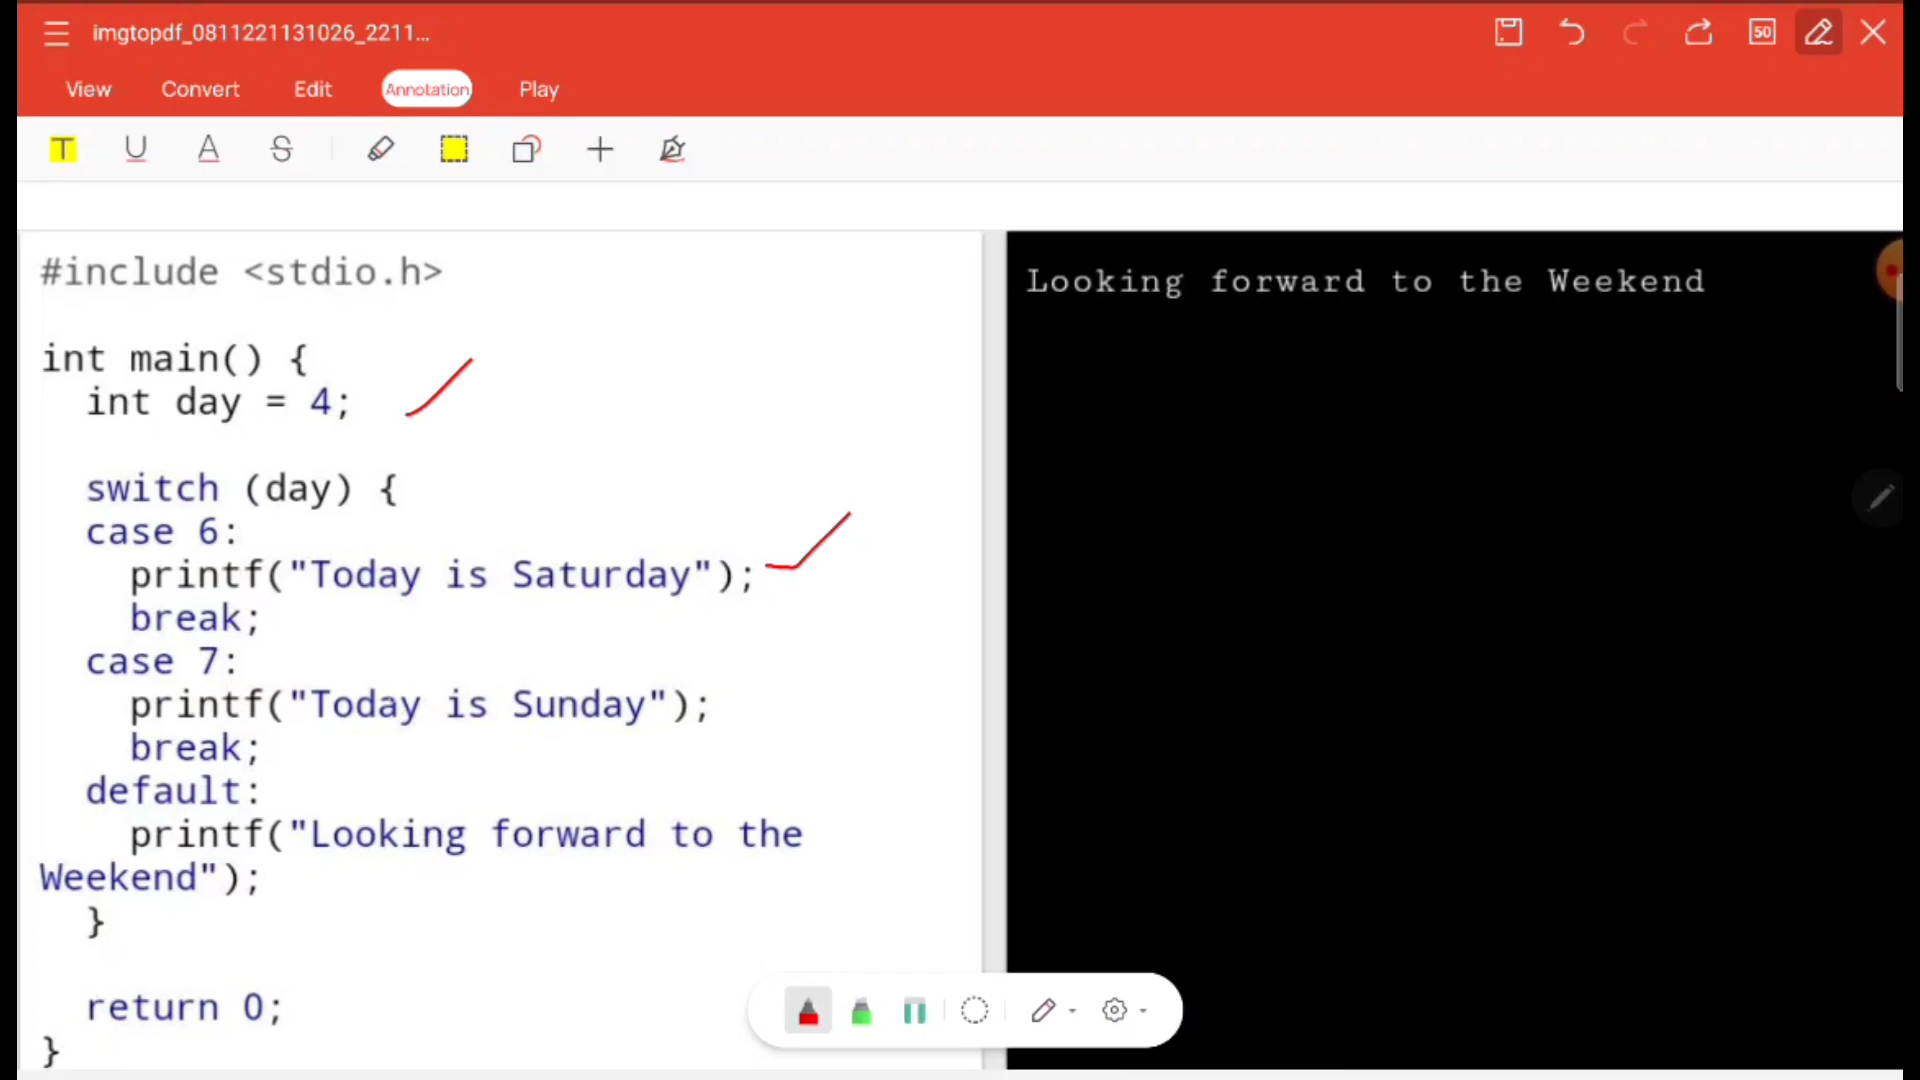 imgtopdf_0811221131026_2211...
50
View Convert Edit Annotation Play
T U A S
#include <stdio.h>
int main() {
int day = 4;
switch (day) {
case 6:
printf("Today is Saturday");
break;
case 7:
printf("Today is Sunday");
break;
default:
printf("Looking forward to the
Weekend");
}
return 0;
}
Looking forward to the Weekend